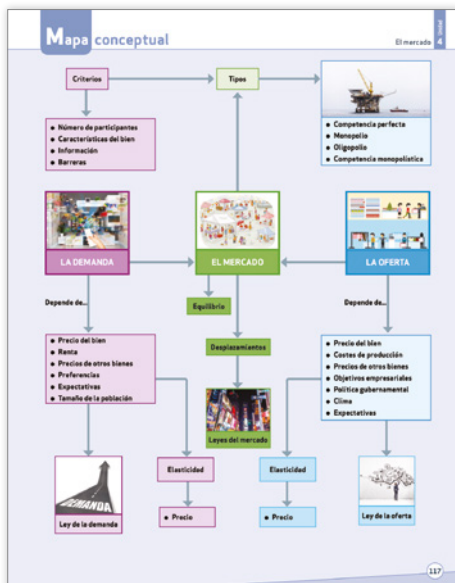 Mapa conceptual
El mercado
Unidad
4
Criterios
Tipos
• Número de participantes
• Características del bien
• Información
• Barreras
• Competencia perfecta
• Monopolio
• Oligopolio
• Competencia monopolística
LA DEMANDA
EL MERCADO
LA OFERTA
Depende de...
Equilibrio
Depende de...
• Precio del bien
• Renta
• Precios de otros bienes
• Preferencias
• Expectativas
• Tamaño de la población
Desplazamientos
• Precio del bien
• Costes de producción
• Precios de otros bienes
• Objetivos empresariales
• Política gubernamental
• Clima
• Expectativas
Leyes del mercado
DEMANDA
Ley de la demanda
Elasticidad
• Precio
Elasticidad
• Precio
Ley de la oferta
117